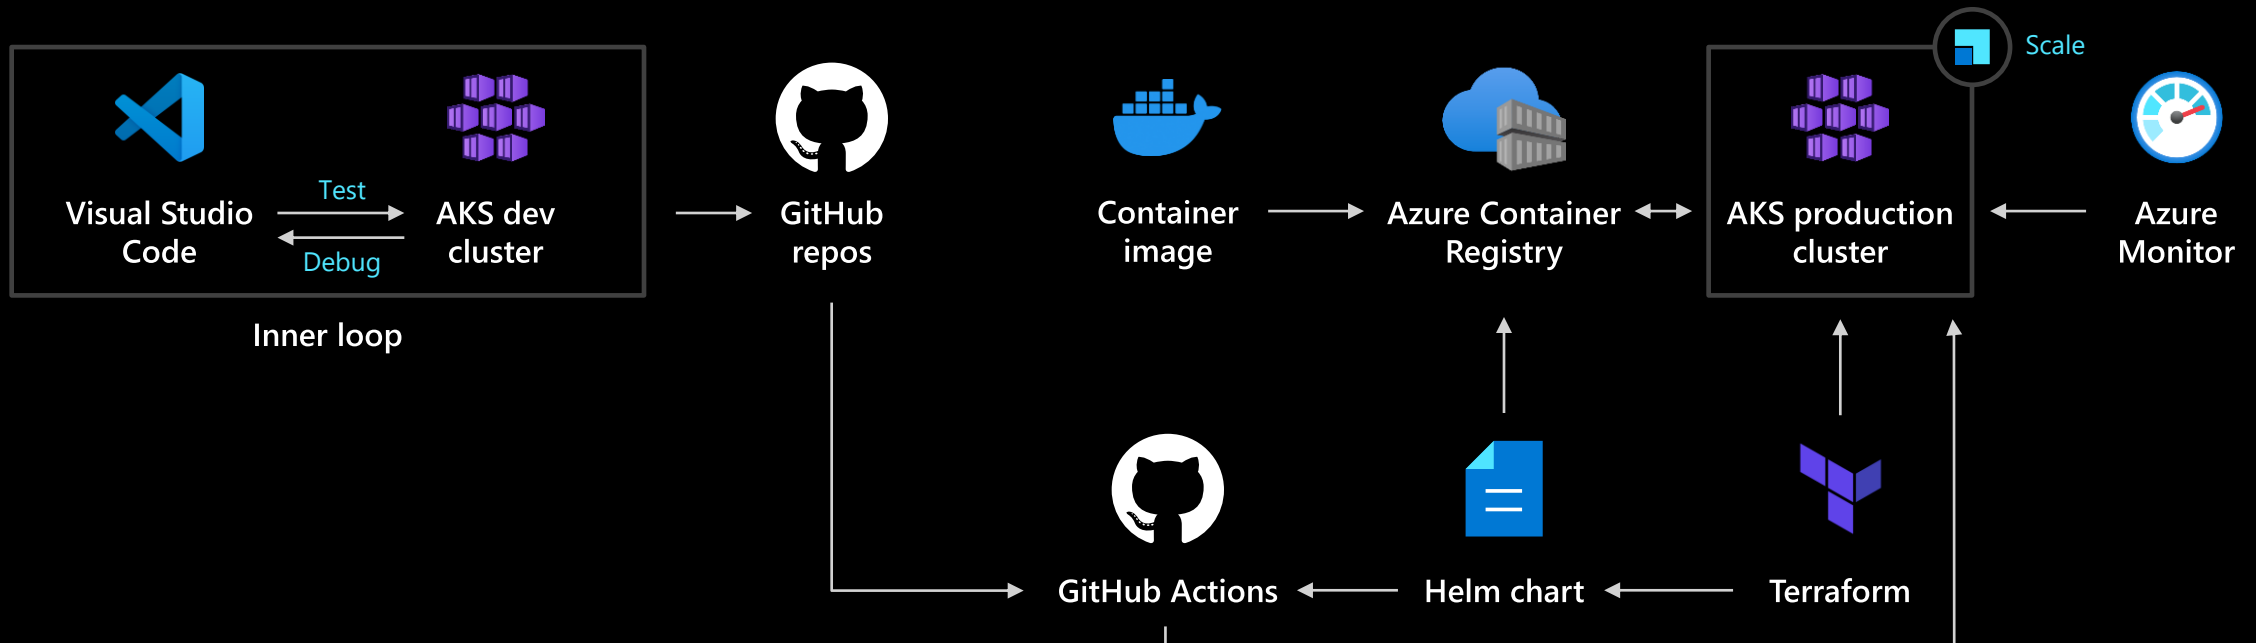 Scale
Test
Visual Studio
Code
Debug
AKS dev
cluster
Inner loop
GitHub
repos
Container
image
Azure Container
Registry
AKS production
cluster
Azure
Monitor
GitHub Actions
Helm chart
Terraform